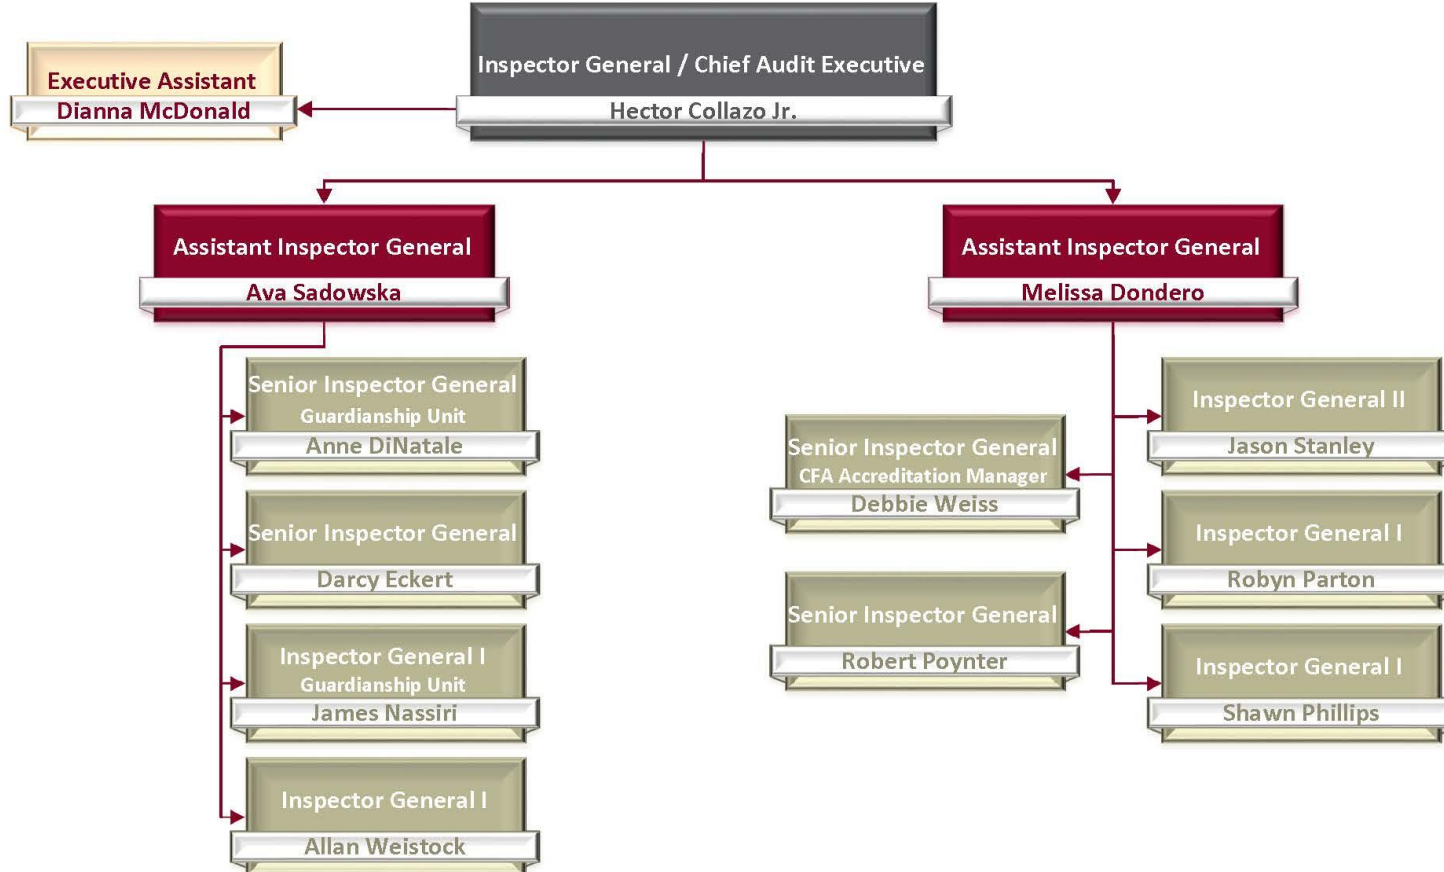 Inspector General / Chief Audit Executive
Hector Collazo Jr.
Executive Assistant
Dianna McDonald
Assistant Inspector General
Ava Sadowska
Senior Inspector General
Guardianship Unit
Anne DiNatale
Senior Inspector General
Darcy Eckert
Inspector General I
Guardianship Unit
James Nassiri
Inspector General I
Allan Weistock
Assistant Inspector General
Melissa Dondero
Senior Inspector General
CFA Accreditation Manager
Debbie Weiss
Senior Inspector General
Robert Poynter
Inspector General II
Jason Stanley
Inspector General I
Robyn Parton
Inspector General I
Shawn Phillips